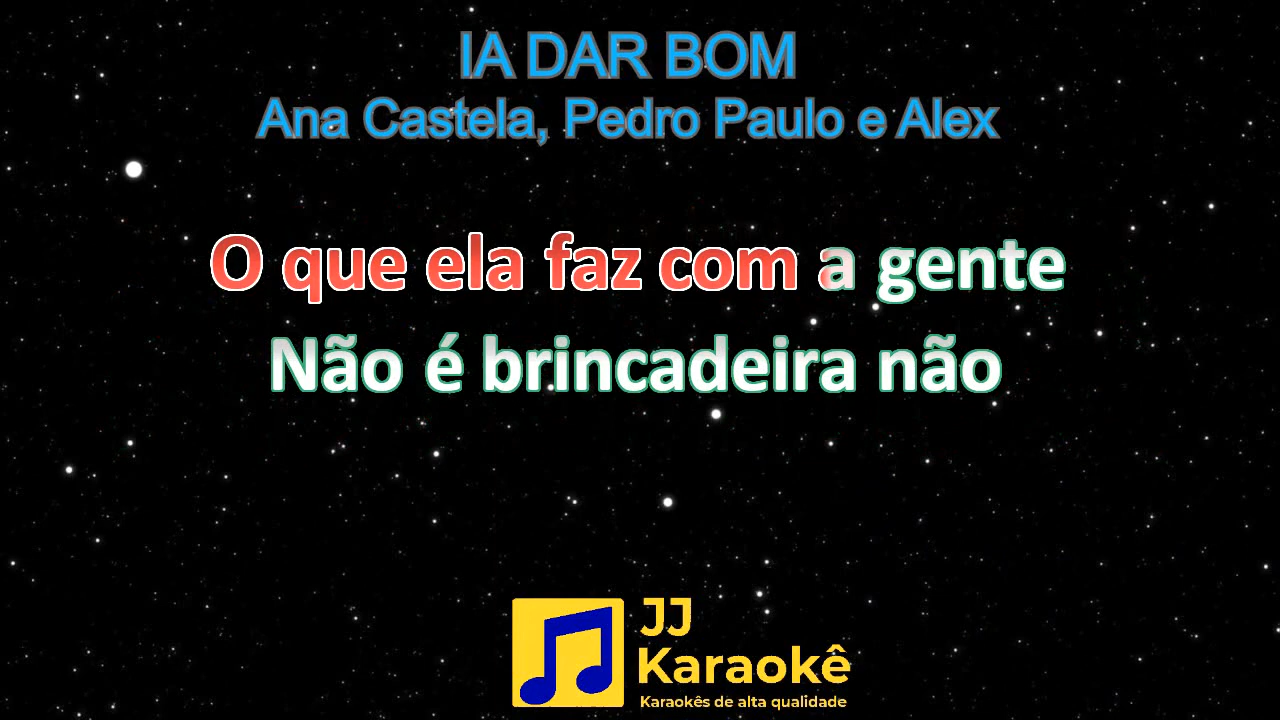 IA DAR BOM
Ana Castela, Pedro Paulo e Alex
O que ela faz com a gente
Não é brincadeira não
JJ
Karaokê
Karaokês de alta qualidade